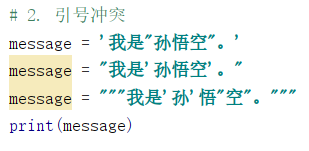 # 2. 引号冲突
message = '我是"孙悟空"。'
message = "我是'孙悟空'。"
message = """我是'孙'悟"空"。"""
print(message)